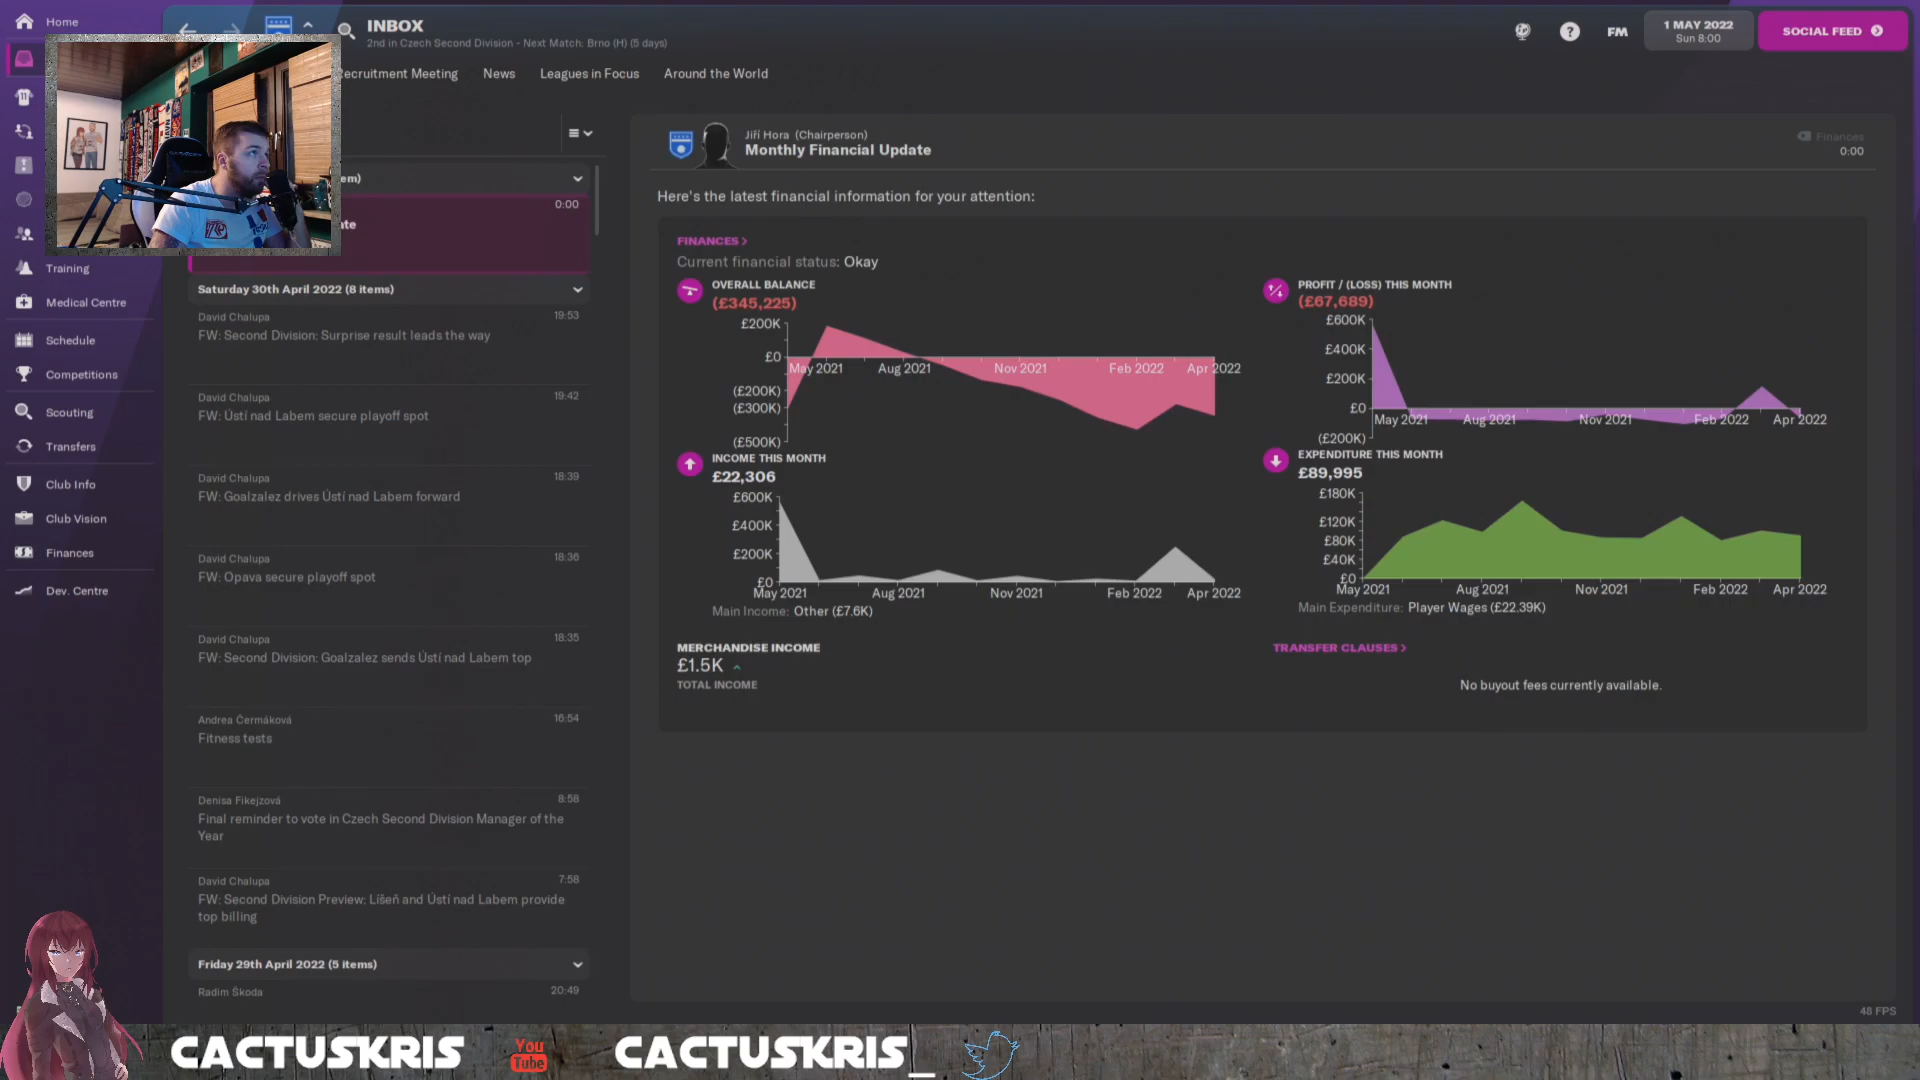 Home
INBOX
2nd in Czech Second Division - Next Match: Brno (H) (5 days)
FM
1 MAY 2022
Sun 8:00
SOCIAL FEED
Recruitment Meeting
News
Leagues in Focus
Around the World
Training
Medical Centre
Schedule
Competitions
Scouting
Transfers
Club Info
Club Vision
Finances
Dev. Centre
0:00
Saturday 30th April 2022 (8 items)
David Chalupa 19:53
FW: Second Division: Surprise result leads the way
David Chalupa 19:42
FW: Ústí nad Labem secure playoff spot
David Chalupa 18:39
FW: Goalzalez drives Ústí nad Labem forward
David Chalupa 18:36
FW: Opava secure playoff spot
David Chalupa 18:35
FW: Second Division: Goalzalez sends Ústí nad Labem top
Andrea Čermáková 16:54
Fitness tests
Denisa Fikejzová 8:58
Final reminder to vote in Czech Second Division Manager of the
Year
David Chalupa 7:58
FW: Second Division Preview: Líšeň and Ústí nad Labem provide
top billing
Friday 29th April 2022 (5 items)
Radim Škoda 20:49
Jiří Hora (Chairperson)
Monthly Financial Update
Finances
0:00
Here's the latest financial information for your attention:
FINANCES >
Current financial status: Okay
OVERALL BALANCE
(£345,225)
£200K
£0
(£200K)
(£300K)
(£500K)
May 2021 Aug 2021 Nov 2021 Feb 2022 Apr 2022
PROFIT / (LOSS) THIS MONTH
(£67,689)
£600K
£400K
£200K
£0
(£200K)
May 2021 Aug 2021 Nov 2021 Feb 2022 Apr 2022
INCOME THIS MONTH
£22,306
£600K
£400K
£200K
£0
May 2021 Aug 2021 Nov 2021 Feb 2022 Apr 2022
Main Income: Other (£7.6K)
EXPENDITURE THIS MONTH
£89,995
£180K
£120K
£80K
£40K
£0
May 2021 Aug 2021 Nov 2021 Feb 2022 Apr 2022
Main Expenditure: Player Wages (£22.39K)
MERCHANDISE INCOME
£1.5K
TOTAL INCOME
TRANSFER CLAUSES >
No buyout fees currently available.
48 FPS
CACTUSKRIS
You
Tube
CACTUSKRIS_